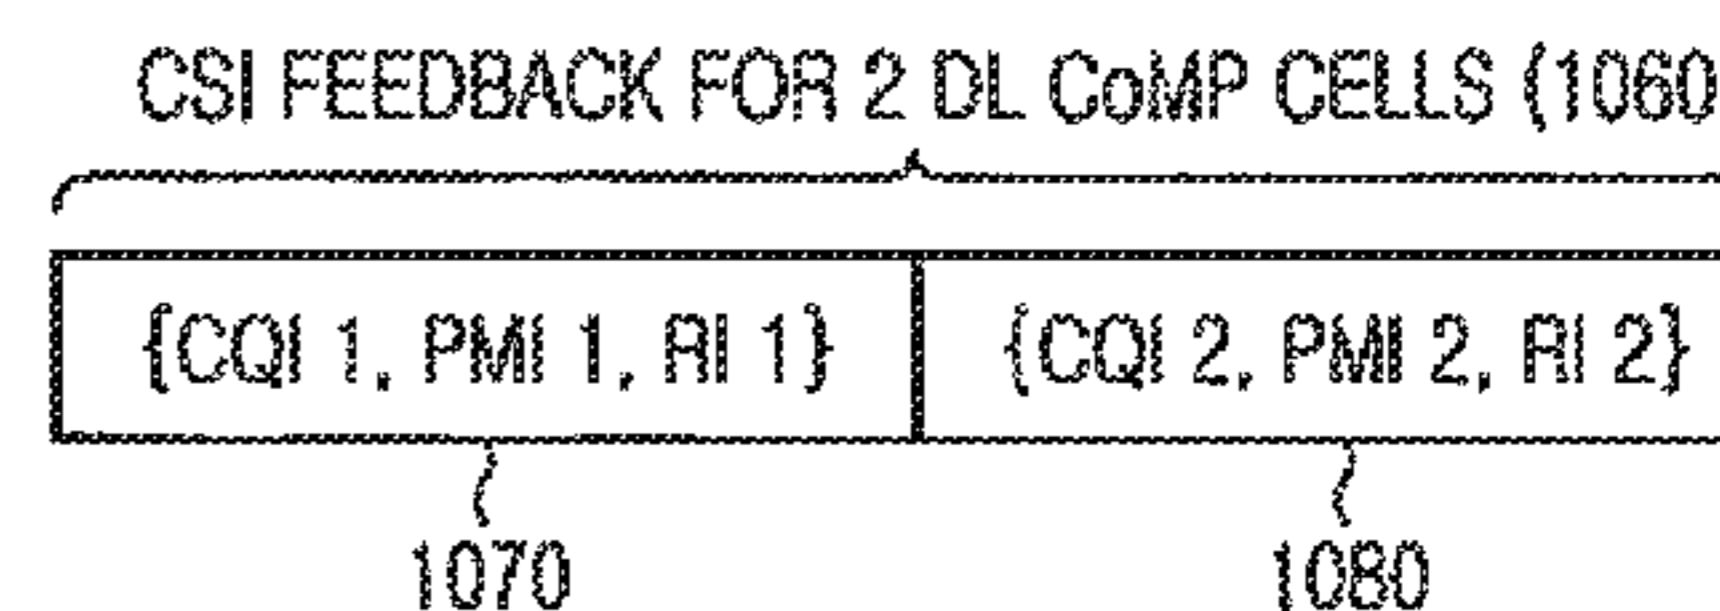 CSI FEEDBACK FOR 2 DL CoMP CELLS (1060
{CQI 1, PMI 1, RI 1} {CQI 2, PMI 2, RI 2}
1070 1080